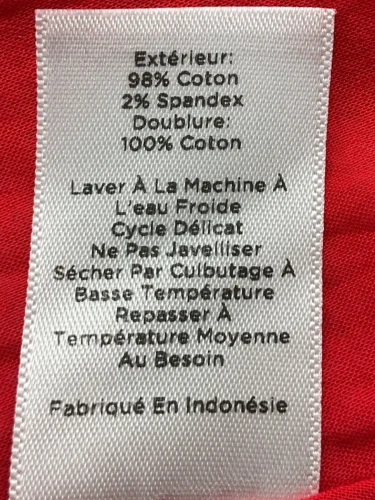 Extérieur:
98% Coton
2% Spandex
Doublure:
100% Coton
Laver À La Machine À
L'eau Froide
Cycle Délicat
Ne Pas Javelliser
Sécher Par Culbutage À
Basse Température
Repasser À
Température Moyenne
Au Besoin
Fabriqué En Indonésie